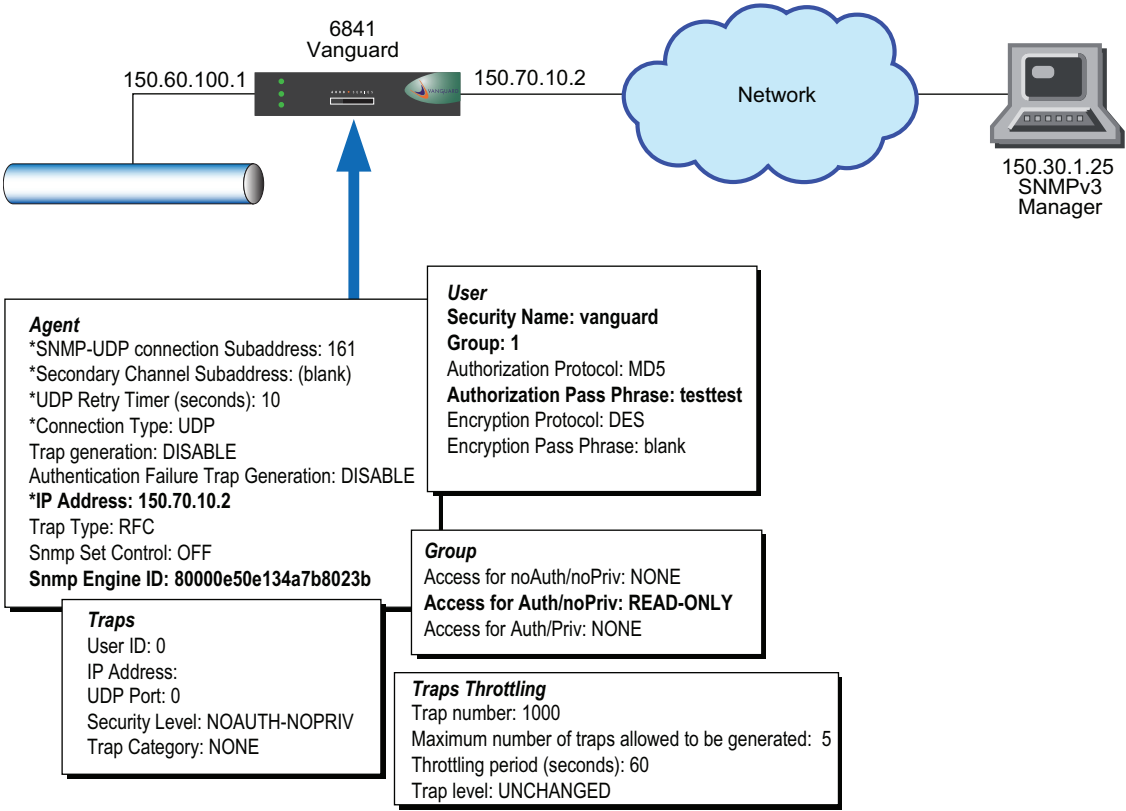 6841
Vanguard
150.60.100.1
VANGUARD
150.70.10.2
Network
150.30.1.25
SNMPv3
Manager
Agent
*SNMP-UDP connection Subaddress: 161
*Secondary Channel Subaddress: (blank)
*UDP Retry Timer (seconds): 10
*Connection Type: UDP
Trap generation: DISABLE
Authentication Failure Trap Generation: DISABLE
*IP Address: 150.70.10.2
Trap Type: RFC
Snmp Set Control: OFF
Snmp Engine ID: 80000e50e134a7b8023b
User
Security Name: vanguard
Group: 1
Authorization Protocol: MD5
Authorization Pass Phrase: testtest
Encryption Protocol: DES
Encryption Pass Phrase: blank
Group
Access for noAuth/noPriv: NONE
Access for Auth/noPriv: READ-ONLY
Access for Auth/Priv: NONE
Traps
User ID: 0
IP Address:
UDP Port: 0
Security Level: NOAUTH-NOPRIV
Trap Category: NONE
Traps Throttling
Trap number: 1000
Maximum number of traps allowed to be generated: 5
Throttling period (seconds): 60
Trap level: UNCHANGED